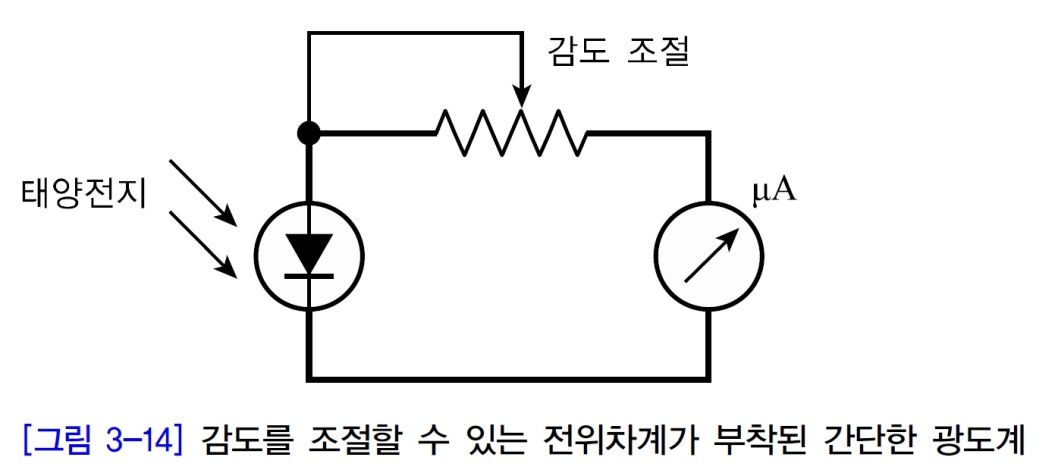 감도 조절
태양전지
μA
[그림 3-14] 감도를 조절할 수 있는 전위차계가 부착된 간단한 광도계